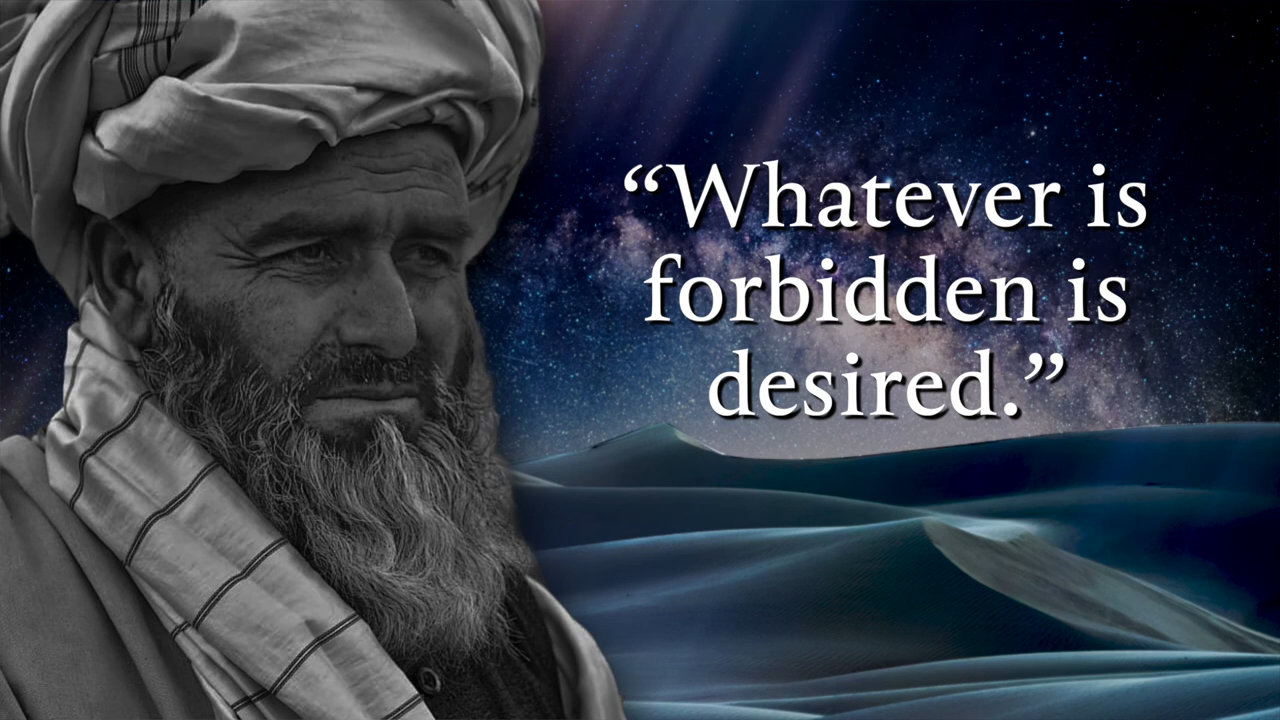 “Whatever is
forbidden is
desired.”